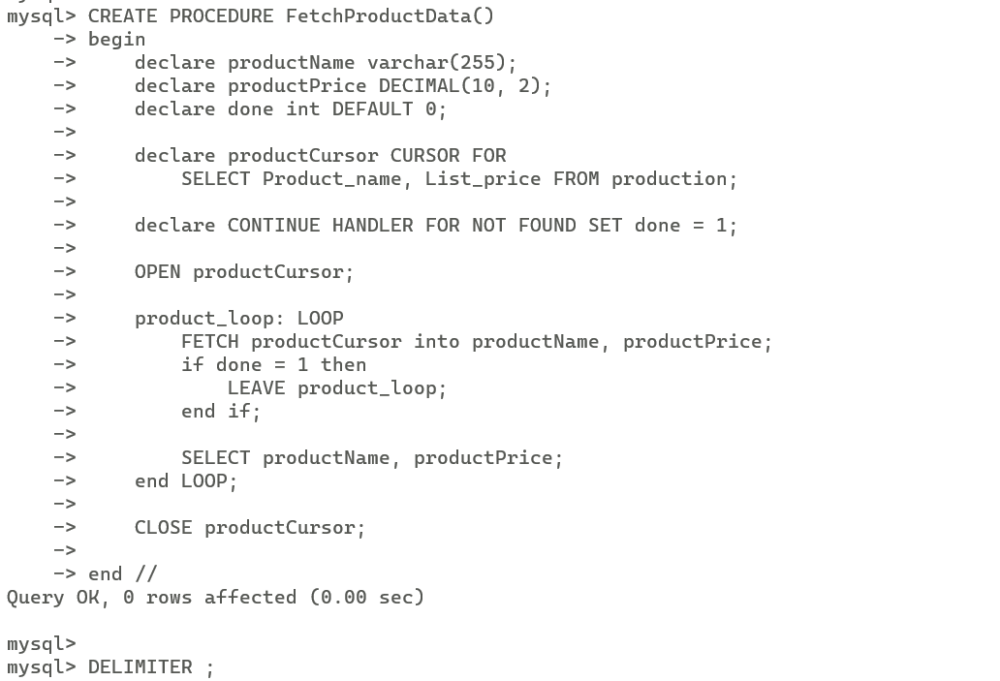 mysql> CREATE PROCEDURE FetchProductData()
    -> begin
    ->     declare productName varchar(255);
    ->     declare productPrice DECIMAL(10, 2);
    ->     declare done int DEFAULT 0;
    ->
    ->     declare productCursor CURSOR FOR
    ->         SELECT Product_name, List_price FROM production;
    ->
    ->     declare CONTINUE HANDLER FOR NOT FOUND SET done = 1;
    ->
    ->     OPEN productCursor;
    ->
    ->     product_loop: LOOP
    ->         FETCH productCursor into productName, productPrice;
    ->         if done = 1 then
    ->             LEAVE product_loop;
    ->         end if;
    ->
    ->         SELECT productName, productPrice;
    ->     end LOOP;
    ->
    ->     CLOSE productCursor;
    ->
    -> end //
Query OK, 0 rows affected (0.00 sec)

mysql>
mysql> DELIMITER ;